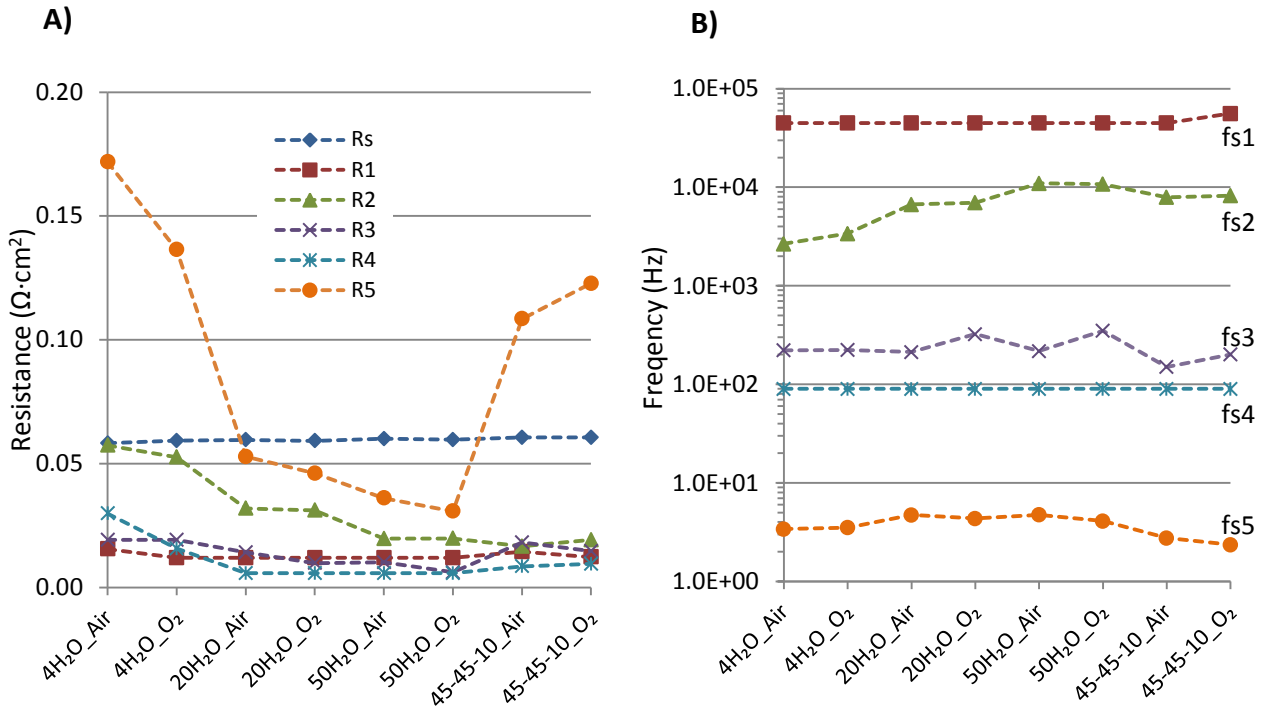 A)
Resistance (Ω·cm²)
0.20
0.15
0.10
0.05
0.00
Rs
R1
R2
R3
R4
R5
4H₂O_Air
4H₂O_O₂
20H₂O_Air
20H₂O_O₂
50H₂O_Air
50H₂O_O₂
45-45-10_Air
45-45-10_O₂
B)
Freqency (Hz)
1.0E+05
1.0E+04
1.0E+03
1.0E+02
1.0E+01
1.0E+00
fs1
fs2
fs3
fs4
fs5
4H₂O_Air
4H₂O_O₂
20H₂O_Air
20H₂O_O₂
50H₂O_Air
50H₂O_O₂
45-45-10_Air
45-45-10_O₂